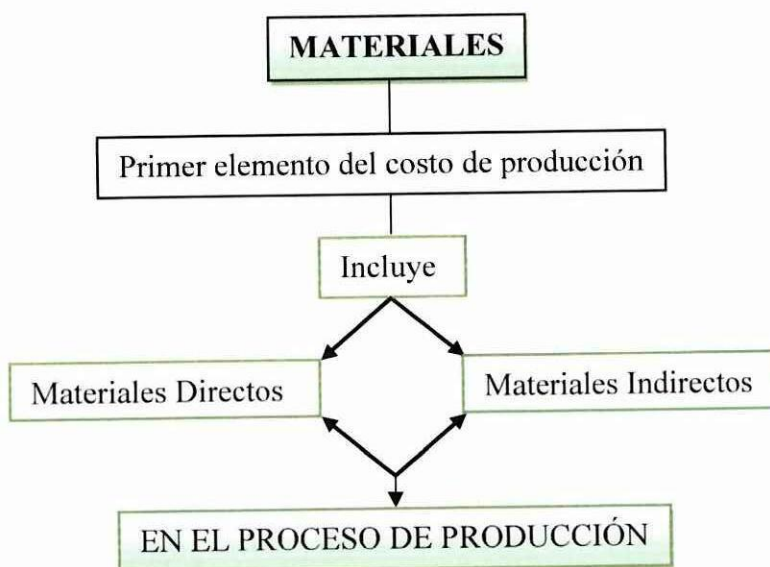 MATERIALES
Primer elemento del costo de producción
Incluye
Materiales Directos
Materiales Indirectos
EN EL PROCESO DE PRODUCCIÓN